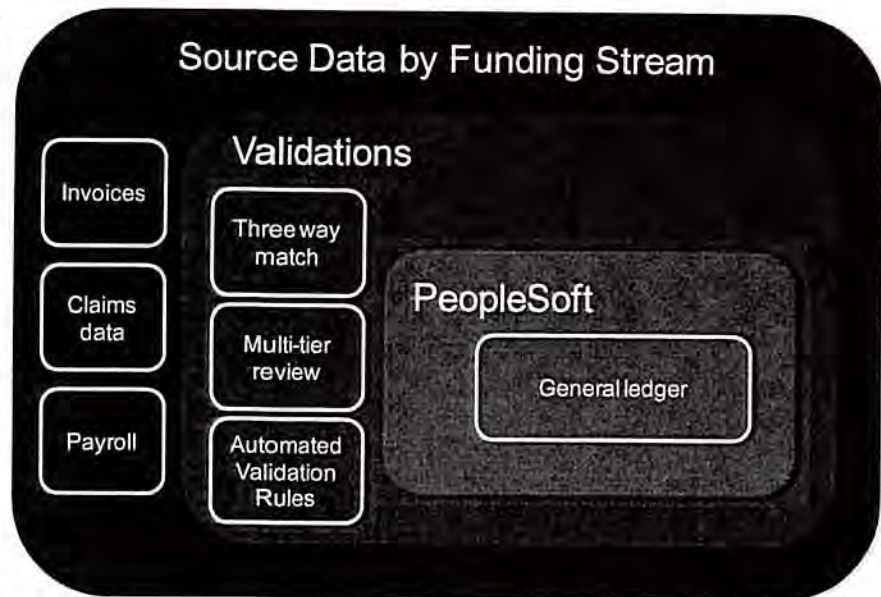 Source Data by Funding Stream
Validations
Invoices
Three way
match
PeopleSoft
Claims
data
Multi-tier
review
General ledger
Payroll
Automated
Validation
Rules